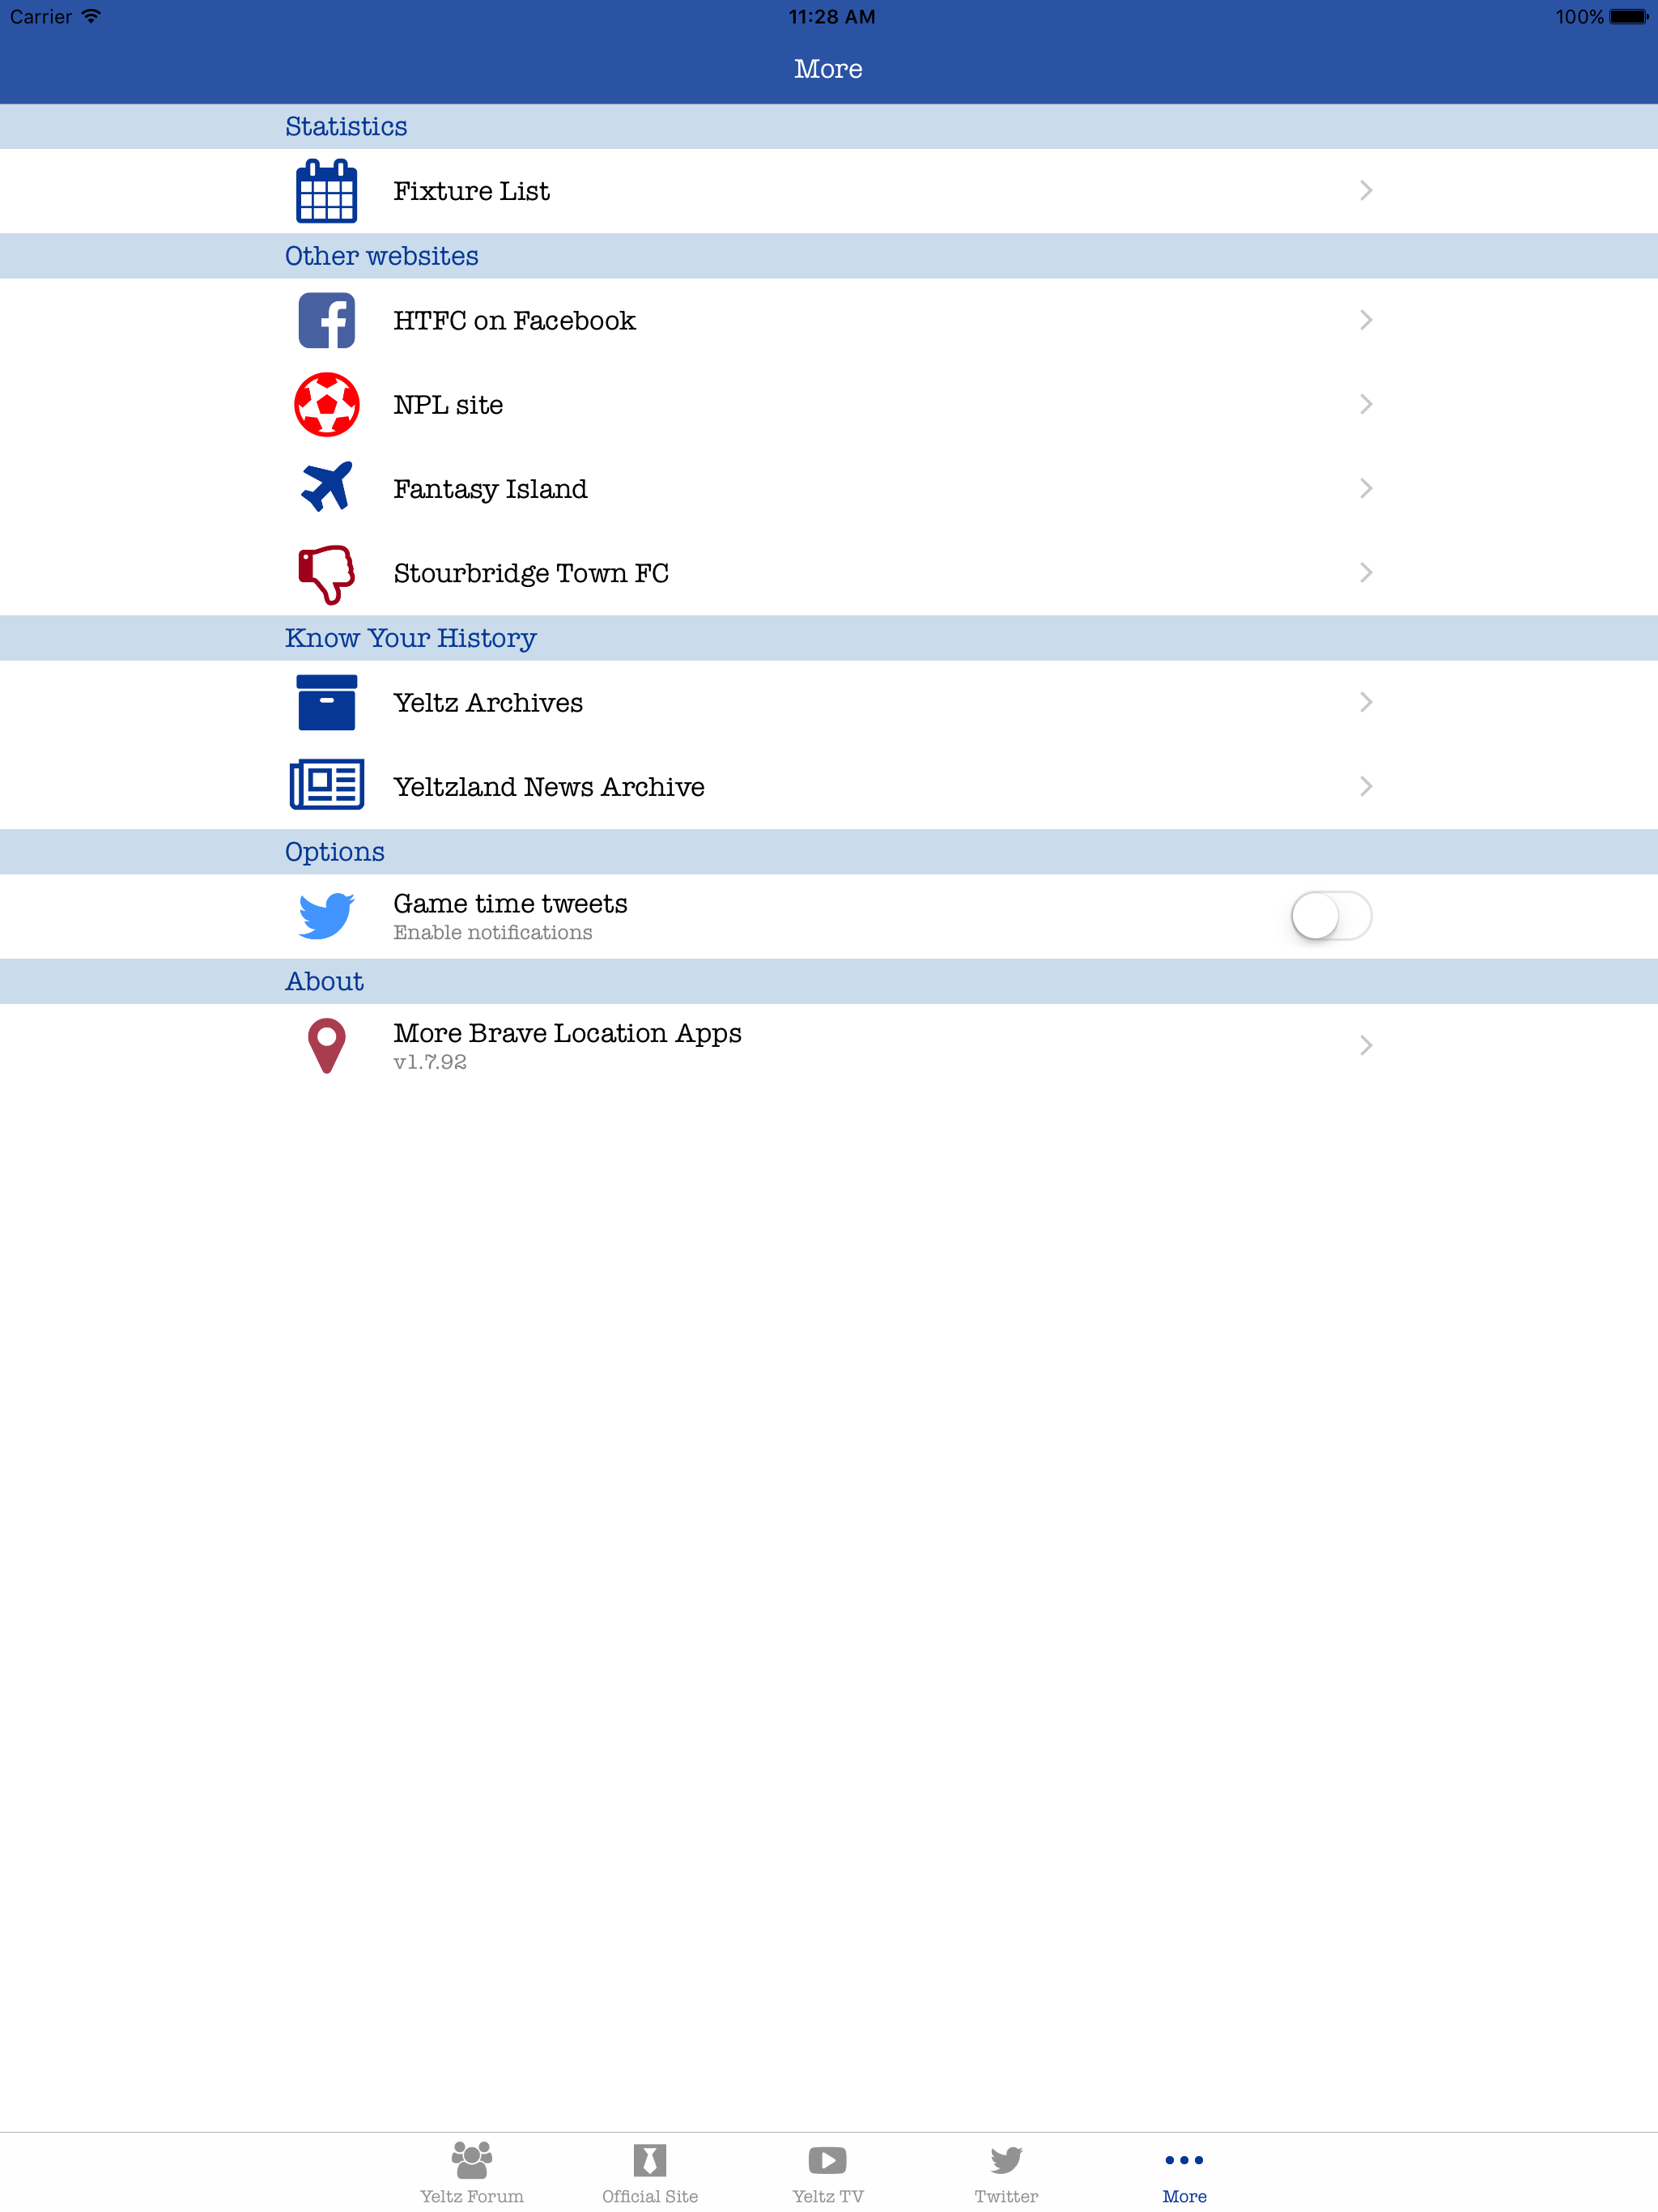 Carrier
11:28 AM
100%
More
Statistics
Fixture List
Other websites
HTFC on Facebook
NPL site
Fantasy Island
Stourbridge Town FC
Know Your History
Yeltz Archives
Yeltzland News Archive
Options
Game time tweets
Enable notifications
About
More Brave Location Apps
v1.7.92
Yeltz Forum
Official Site
Yeltz TV
Twitter
More